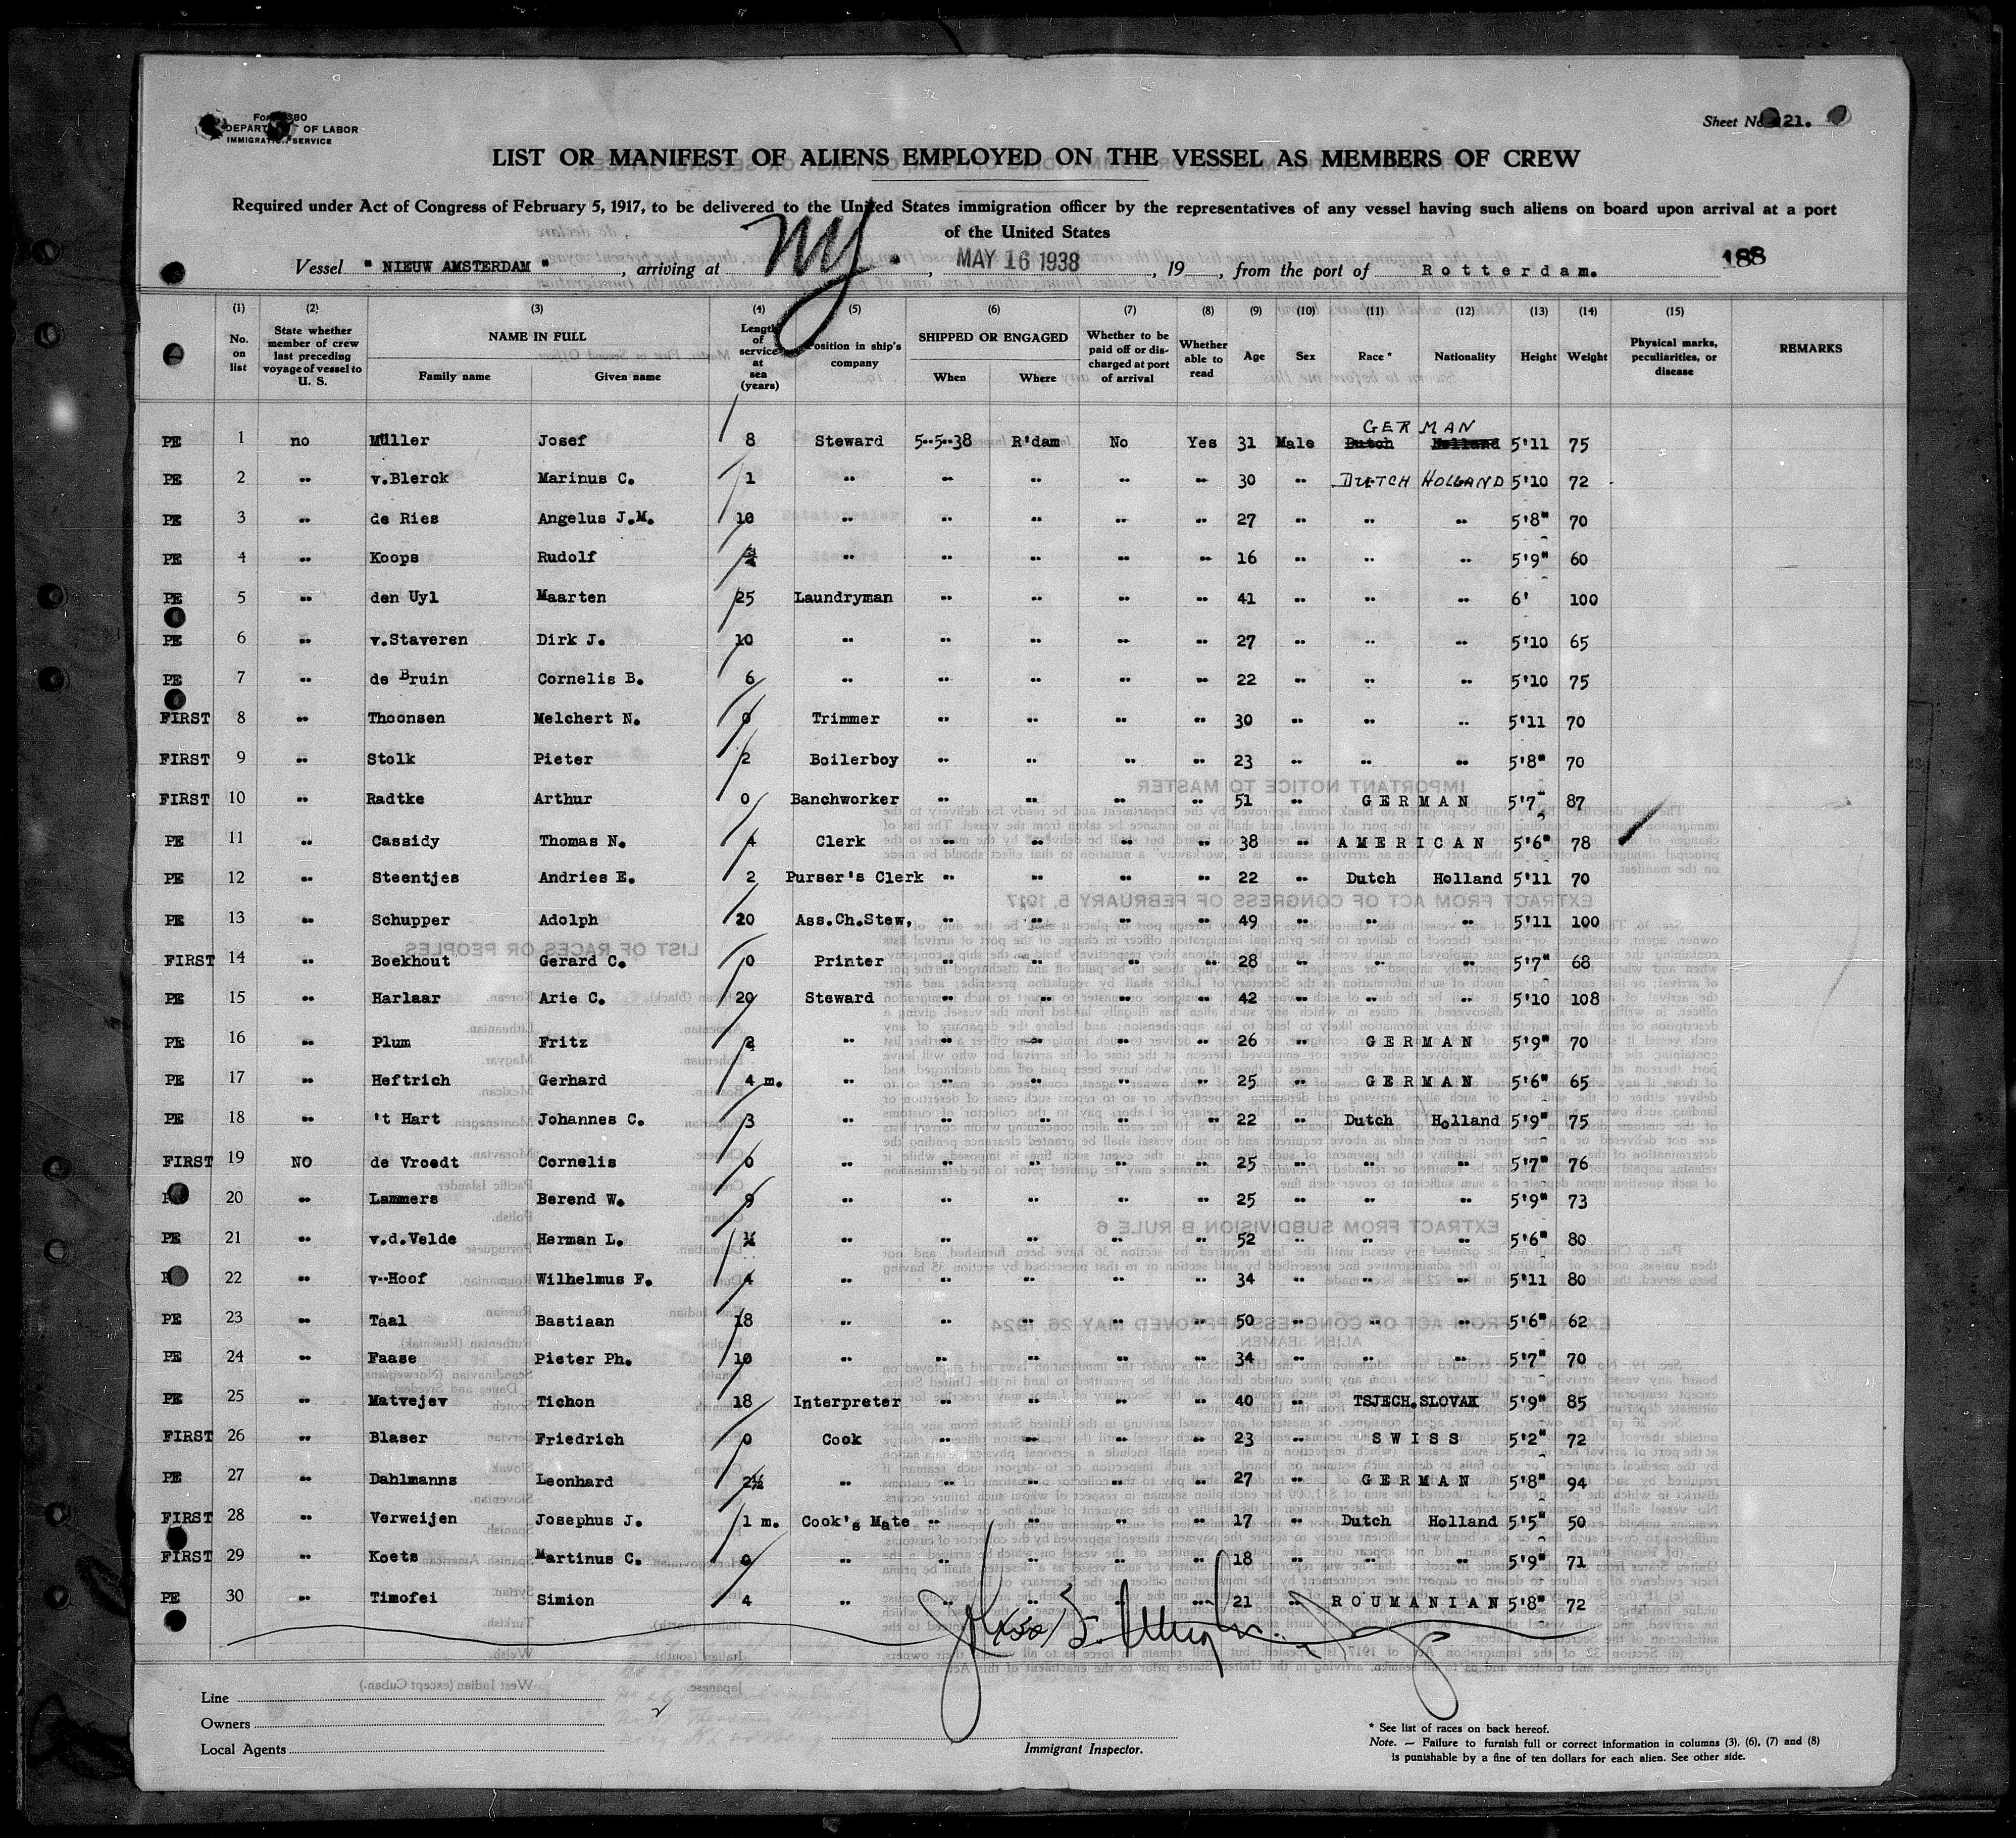 Form 680
DEPARTMENT OF LABOR
IMMIGRATION SERVICE
Sheet No. 21.
LIST OR MANIFEST OF ALIENS EMPLOYED ON THE VESSEL AS MEMBERS OF CREW
Required under Act of Congress of February 5, 1917, to be delivered to the United States immigration officer by the representatives of any vessel having such aliens on board upon arrival at a port
of the United States
Vessel " NIEUW AMSTERDAM ", arriving at NY., MAY 16 1938, 19, from the port of Rotterdam. 188
(1) No. on list (2) State whether member of crew last preceding voyage of vessel to U. S. (3) NAME IN FULL Family name Given name (4) Length of service at sea (years) (5) Position in ship's company (6) SHIPPED OR ENGAGED When Where (7) Whether to be paid off or discharged at port of arrival (8) Whether able to read (9) Age (10) Sex (11) Race * (12) Nationality (13) Height (14) Weight (15) Physical marks, peculiarities, or disease REMARKS
GERMAN
PE 1 no Müller Josef 8 Steward 5--5--38 R'dam No Yes 31 Male Dutch Holland 5'11 75
PE 2 " v.Blerck Marinus C. 1 " " " " " 30 " DUTCH HOLLAND 5'10 72
PE 3 " de Ries Angelus J.M. 10 " " " " " 27 " " " 5'8" 70
PE 4 " Koops Rudolf " " " " " 16 " " " 5'9" 60
PE 5 " den Uyl Maarten 25 Laundryman " " " " 41 " " " 6' 100
PE 6 " v.Staveren Dirk J. 10 " " " " " 27 " " " 5'10 65
PE 7 " de Bruin Cornelis B. 6 " " " " " 22 " " " 5'10 75
FIRST 8 " Thoonsen Melchert N. 0 Trimmer " " " " 30 " " " 5'11 70
FIRST 9 " Stolk Pieter 2 Boilerboy " " " " 23 " " " 5'8" 70
FIRST 10 " Radtke Arthur 0 Banchworker " " " " 51 " GERMAN 5'7" 87
PE 11 " Cassidy Thomas N. 4 Clerk " " " " 38 " AMERICAN 5'6" 78
PE 12 " Steentjes Andries E. 2 Purser's Clerk " " " " 22 " Dutch Holland 5'11 70
PE 13 " Schupper Adolph 20 Ass.Ch.Stew, " " " " 49 " " " 5'11 100
FIRST 14 " Boekhout Gerard C. 0 Printer " " " " 28 " " " 5'7" 68
PE 15 " Harlaar Arie C. 20 Steward " " " " 42 " " " 5'10 108
PE 16 " Plum Fritz 2 " " " " " 26 " GERMAN 5'9" 70
PE 17 " Heftrich Gerhard 4 m. " " " " " 25 " GERMAN 5'6" 65
PE 18 " 't Hart Johannes C. 3 " " " " " 22 " Dutch Holland 5'9" 75
FIRST 19 NO de Vroedt Cornelis 0 " " " " " 25 " " " 5'7" 76
20 " Lammers Berend W. 9 " " " " " 25 " " " 5'9" 73
PE 21 " v.d.Velde Herman L. ½ " " " " " 52 " " " 5'6" 80
22 " v--Hoof Wilhelmus F. 4 " " " " " 34 " " " 5'11 80
PE 23 " Taal Bastiaan 18 " " " " " 50 " " " 5'6" 62
PE 24 " Faase Pieter Ph. 10 " " " " " 34 " " " 5'7" 70
PE 25 " Matvejev Tichon 18 Interpreter " " " " 40 " TSJECH.SLOVAK 5'9" 85
FIRST 26 " Blaser Friedrich 0 Cook " " " " 23 " SWISS 5'2" 72
PE 27 " Dahlmanns Leonhard 2½ " " " " " 27 " GERMAN 5'8" 94
FIRST 28 " Verweijen Josephus J. 1 m. Cook's Mate " " " " 17 " Dutch Holland 5'5" 50
FIRST 29 " Koets Martinus C. 0 " " " " " 18 " " " 5'9" 71
PE 30 " Timofei Simion 4 " " " " " 21 " ROUMANIAN 5'8" 72
Line
Owners
Local Agents
Immigrant Inspector.
* See list of races on back hereof.
Note. — Failure to furnish full or correct information in columns (3), (6), (7) and (8)
is punishable by a fine of ten dollars for each alien. See other side.